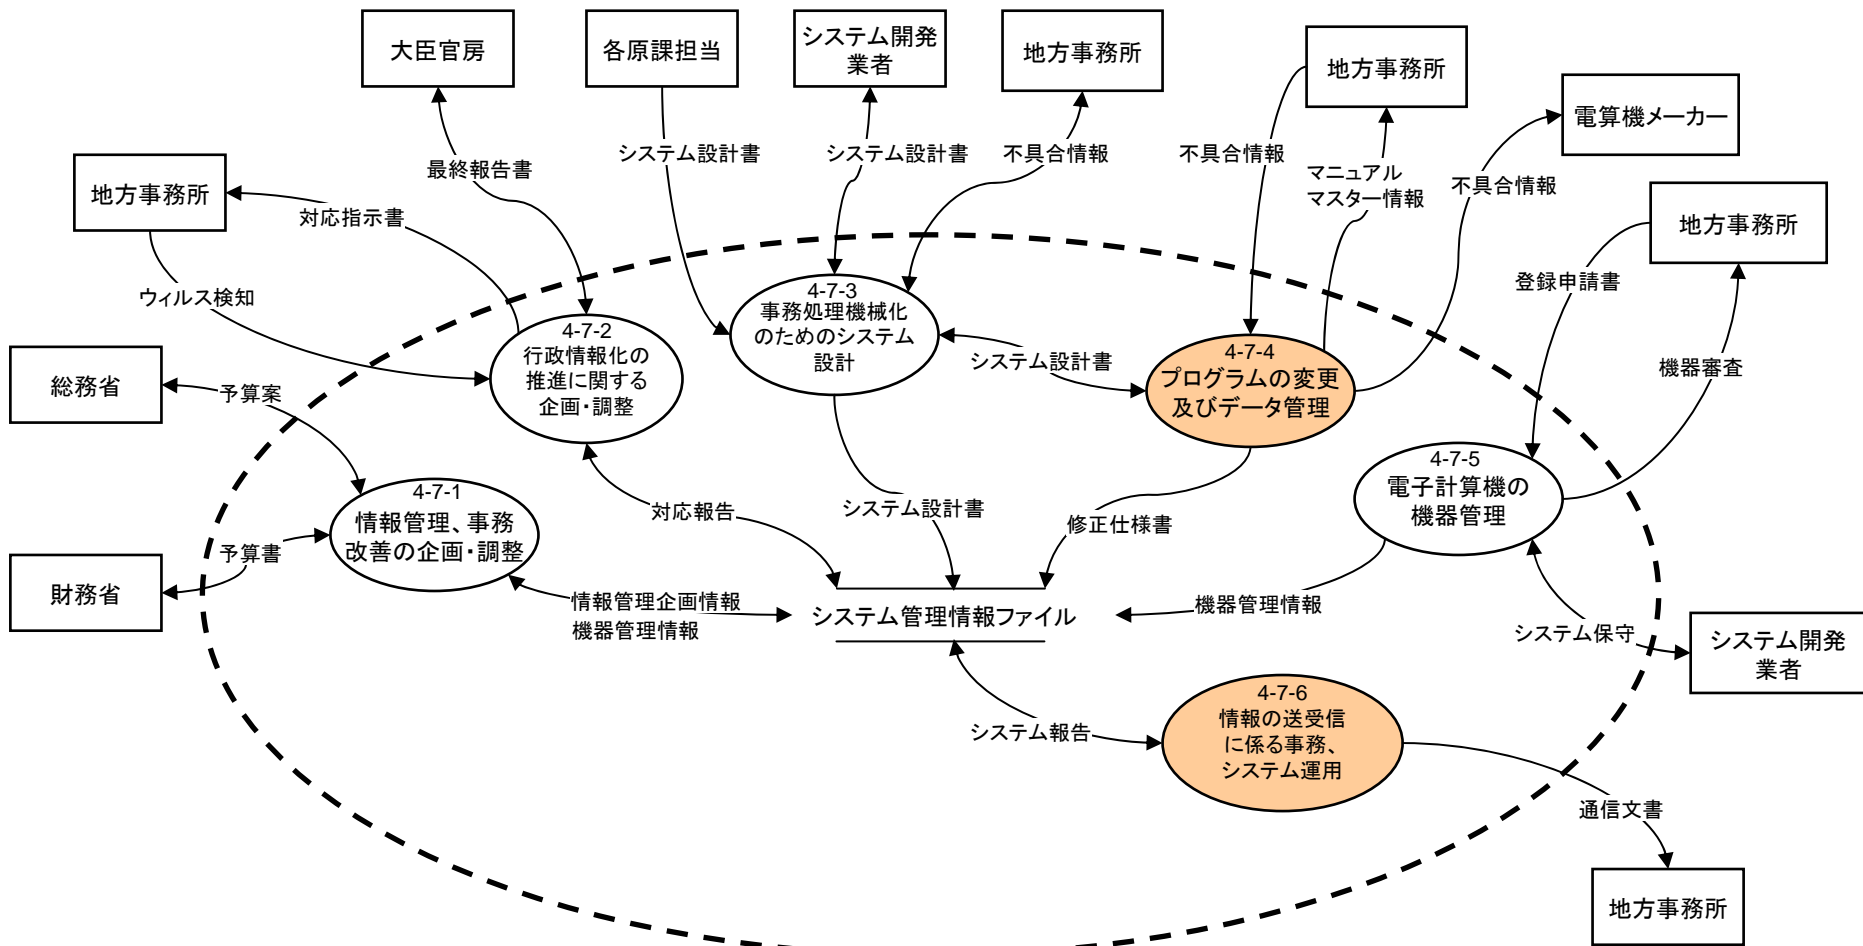 大臣官房
各原課担当
システム開発
業者
地方事務所
地方事務所
電算機メーカー
地方事務所
最終報告書
システム設計書
システム設計書
不具合情報
不具合情報
マニュアル
マスター情報
不具合情報
地方事務所
対応指示書
ウィルス検知
登録申請書
機器審査
4-7-3
事務処理機械化
のためのシステム
設計
4-7-2
行政情報化の
推進に関する
企画・調整
システム設計書
4-7-4
プログラムの変更
及びデータ管理
総務省
予算案
4-7-1
情報管理、事務
改善の企画・調整
4-7-5
電子計算機の
機器管理
対応報告
システム設計書
修正仕様書
財務省
予算書
情報管理企画情報
機器管理情報
システム管理情報ファイル
機器管理情報
システム保守
システム開発
業者
4-7-6
情報の送受信
に係る事務、
システム運用
システム報告
通信文書
地方事務所